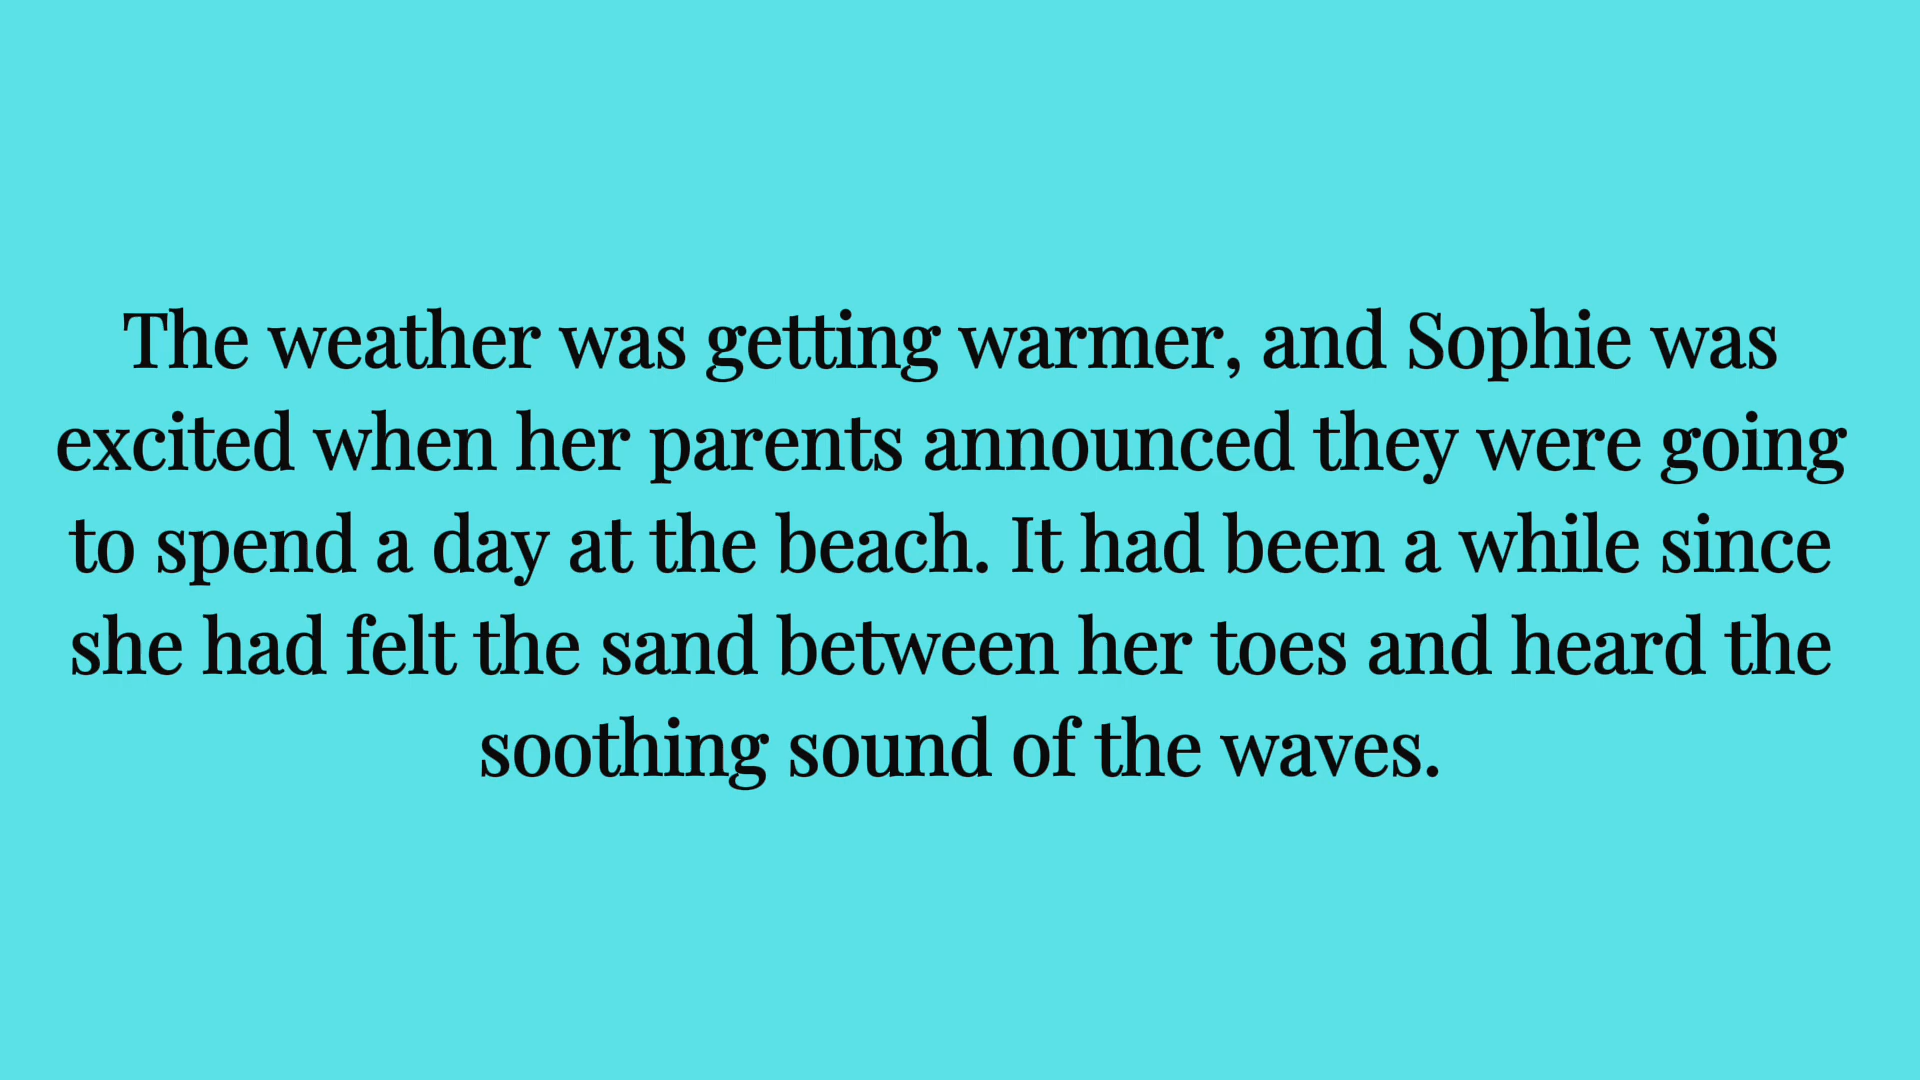 The weather was getting warmer, and Sophie was
excited when her parents announced they were going
to spend a day at the beach. It had been a while since
she had felt the sand between her toes and heard the
soothing sound of the waves.